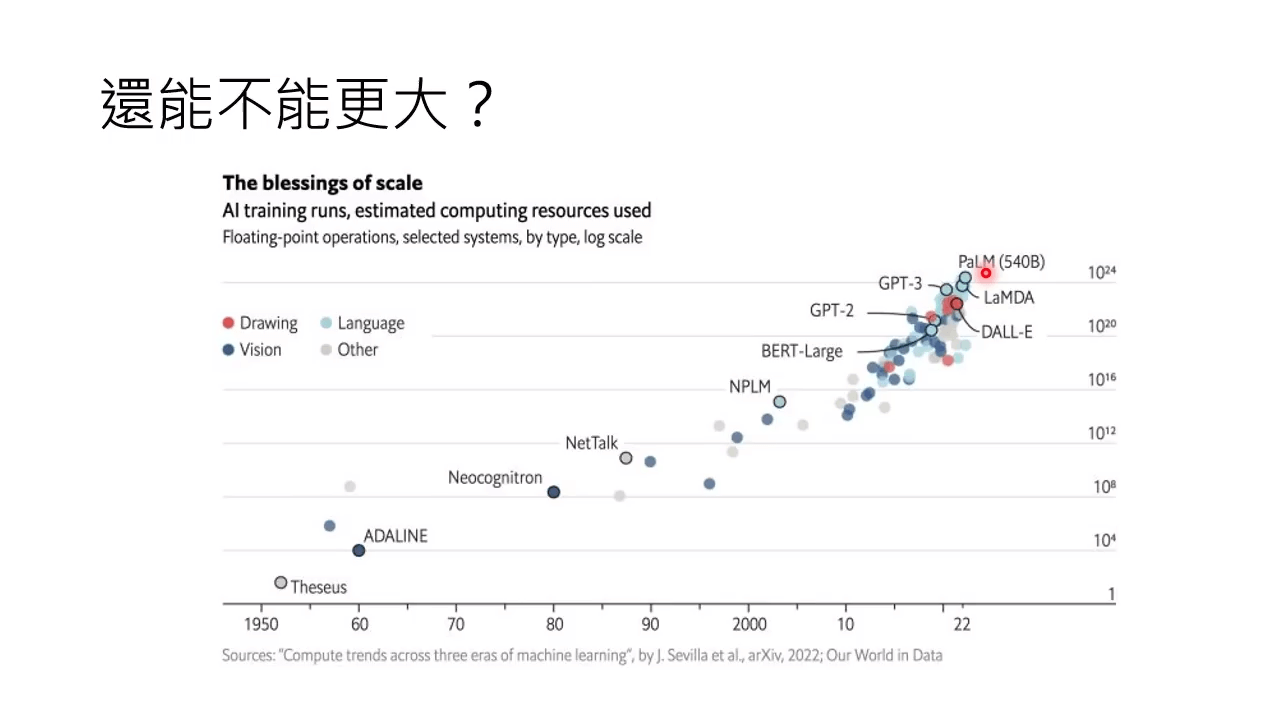 還能不能更大？
The blessings of scale
AI training runs, estimated computing resources used
Floating-point operations, selected systems, by type, log scale
PaLM (540B)
10²⁴
GPT-3
LaMDA
GPT-2
Drawing
Language
10²⁰
DALL-E
Vision
Other
BERT-Large
10¹⁶
NPLM
10¹²
NetTalk
Neocognitron
10⁸
ADALINE
10⁴
Theseus
1
1950 60 70 80 90 2000 10 22
Sources: "Compute trends across three eras of machine learning", by J. Sevilla et al., arXiv, 2022; Our World in Data